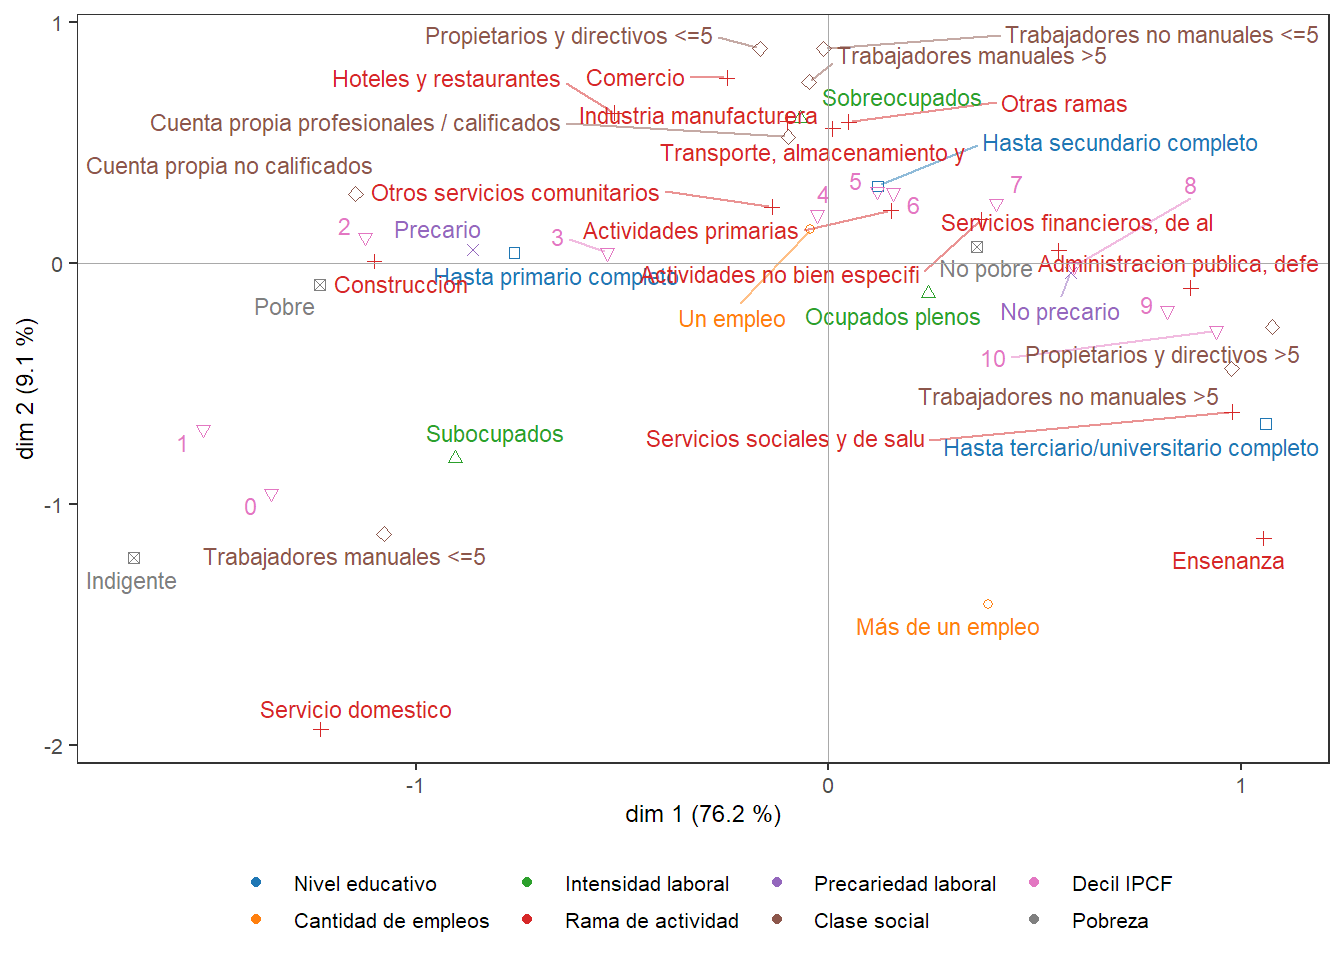 1
Propietarios y directivos <=5
Trabajadores no manuales <=5
Trabajadores manuales >5
Hoteles y restaurantes
Comercio
Sobreocupados
Otras ramas
Industria manufacturera
Cuenta propia profesionales / calificados
Hasta secundario completo
Transporte, almacenamiento y
Cuenta propia no calificados
5
7
8
Otros servicios comunitarios
4
6
2
Precario
3
Actividades primarias
Servicios financieros, de al
0
Hasta primario completo
Actividades no bien especifi
No pobre
Administracion publica, defe
Construccion
Pobre
Un empleo
Ocupados plenos
No precario
9
10
Propietarios y directivos >5
Trabajadores no manuales >5
1
Subocupados
Servicios sociales y de salu
Hasta terciario/universitario completo
-1
0
Trabajadores manuales <=5
Indigente
Ensenanza
Más de un empleo
Servicio domestico
-2
-1
0
1
dim 1 (76.2 %)
dim 2 (9.1 %)
Nivel educativo
Intensidad laboral
Precariedad laboral
Decil IPCF
Cantidad de empleos
Rama de actividad
Clase social
Pobreza